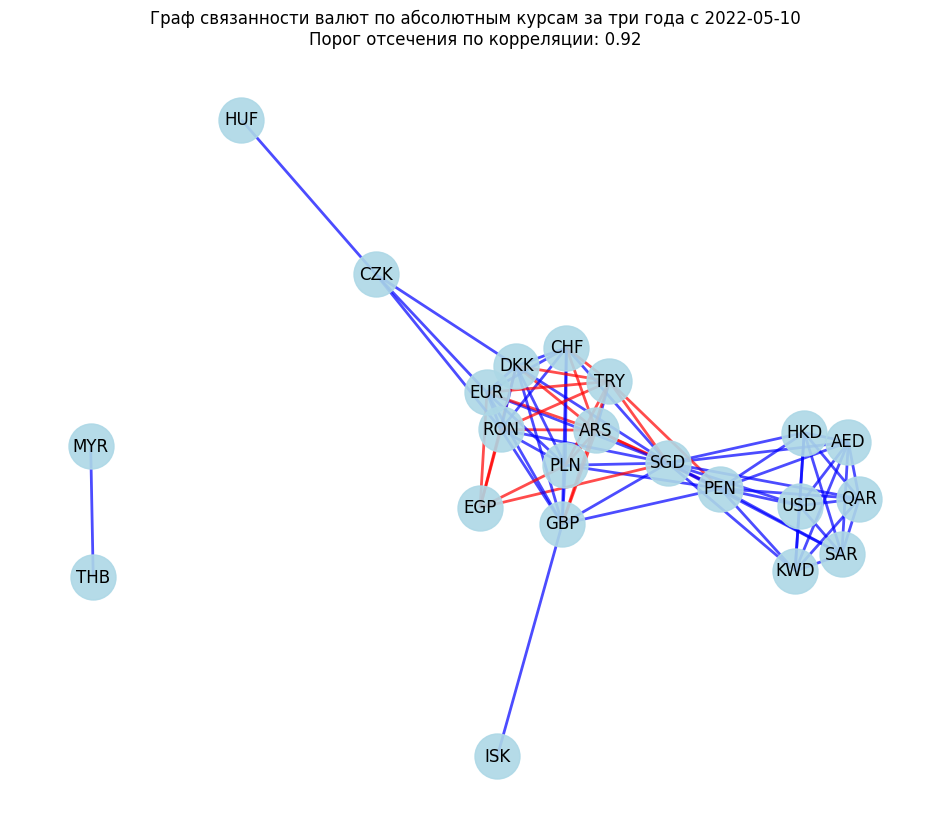 Граф связанности валют по абсолютным курсам за три года с 2022-05-10
Порог отсечения по корреляции: 0.92
HUF
CZK
CHF
DKK
TRY
EUR
RON
ARS
HKD
AED
MYR
PLN
SGD
PEN
QAR
USD
EGP
GBP
SAR
KWD
THB
ISK